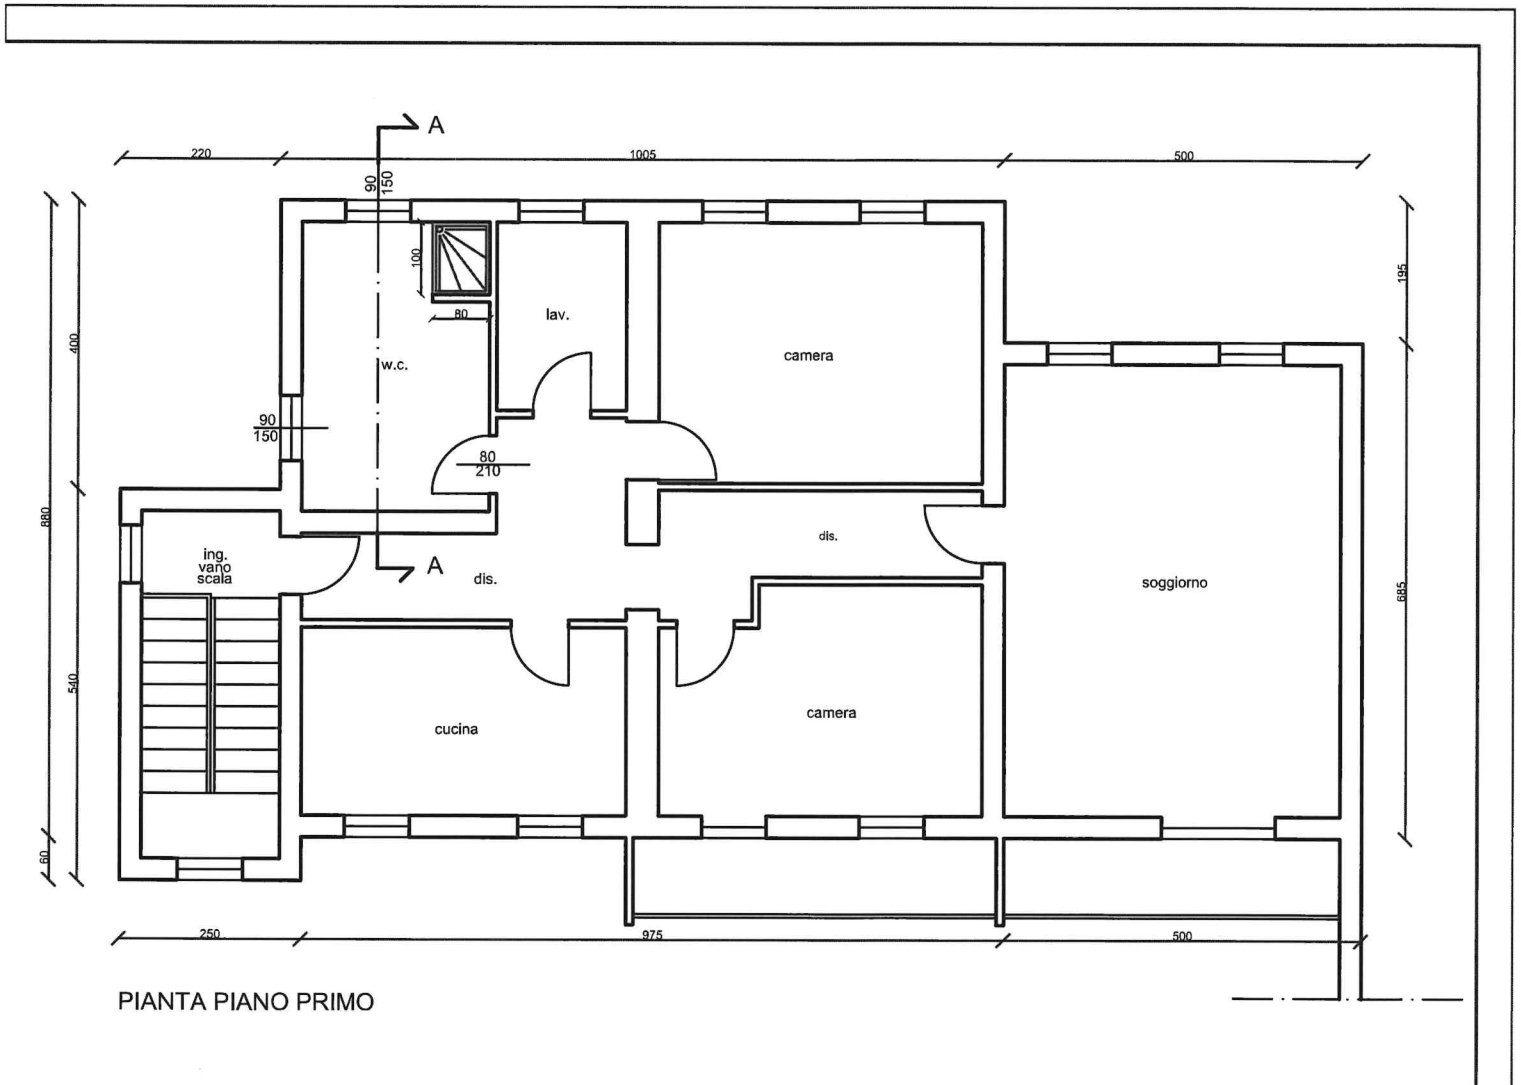 A
220
1005
500
90
150
100
195
lav.
80
400
camera
w.c.
90
150
80
210
880
ing.
vano
scala
A
dis.
dis.
soggiorno
685
540
cucina
camera
60
250
975
500
PIANTA PIANO PRIMO